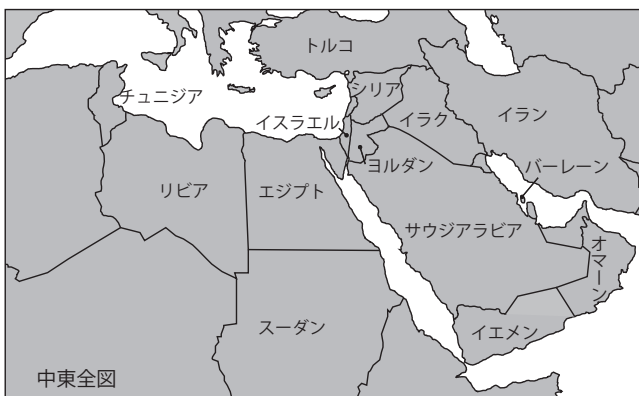 トルコ
チュニジア
シリア
イスラエル
イラク
イラン
ヨルダン
バーレーン
リビア
エジプト
サウジアラビア
オマーン
スーダン
イエメン
中東全図